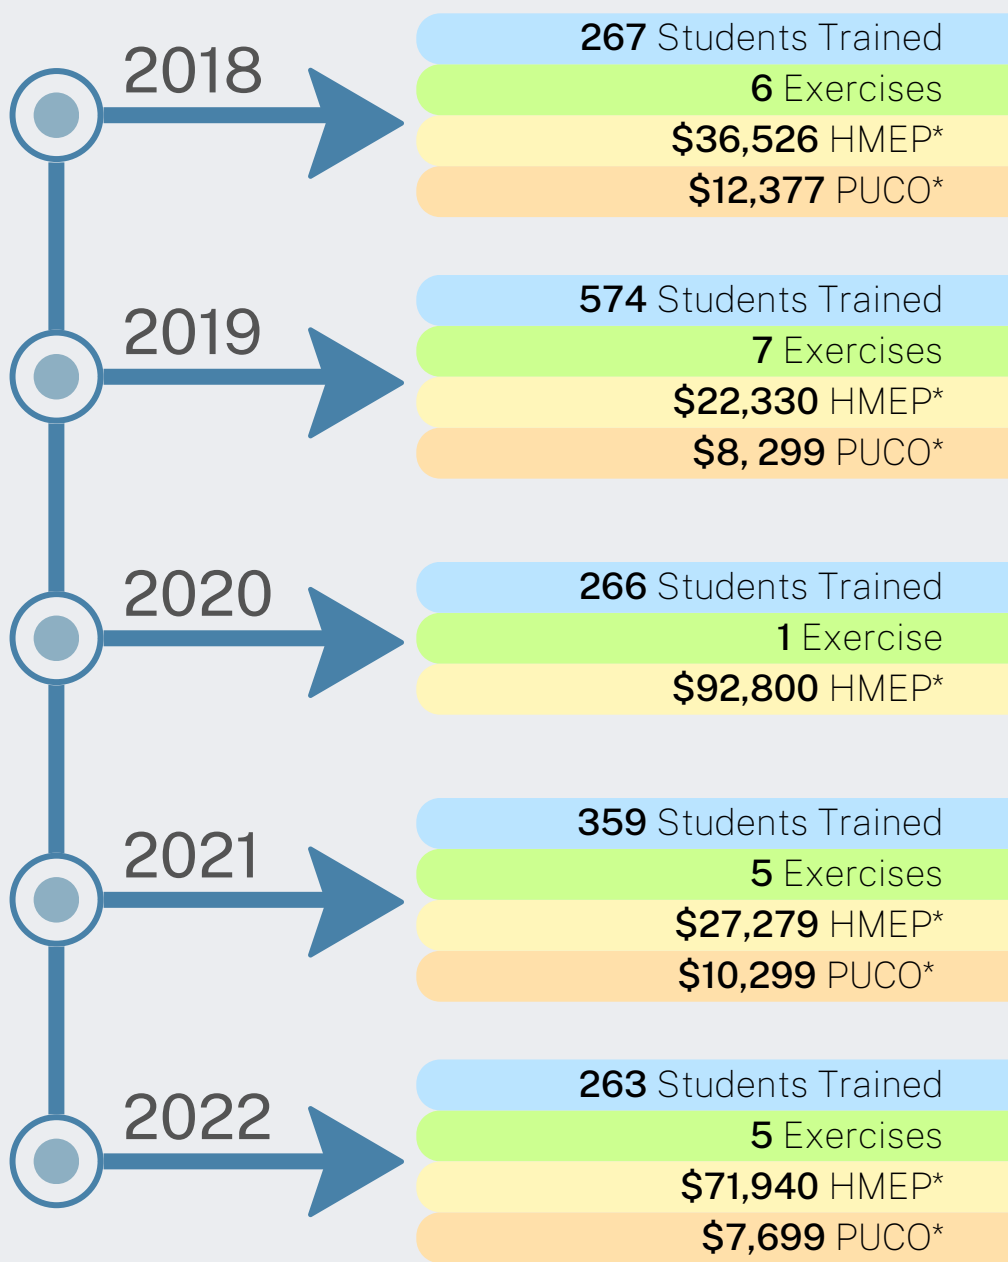 2018
267 Students Trained
6 Exercises
$36,526 HMEP*
$12,377 PUCO*
2019
574 Students Trained
7 Exercises
$22,330 HMEP*
$8, 299 PUCO*
2020
266 Students Trained
1 Exercise
$92,800 HMEP*
2021
359 Students Trained
5 Exercises
$27,279 HMEP*
$10,299 PUCO*
2022
263 Students Trained
5 Exercises
$71,940 HMEP*
$7,699 PUCO*